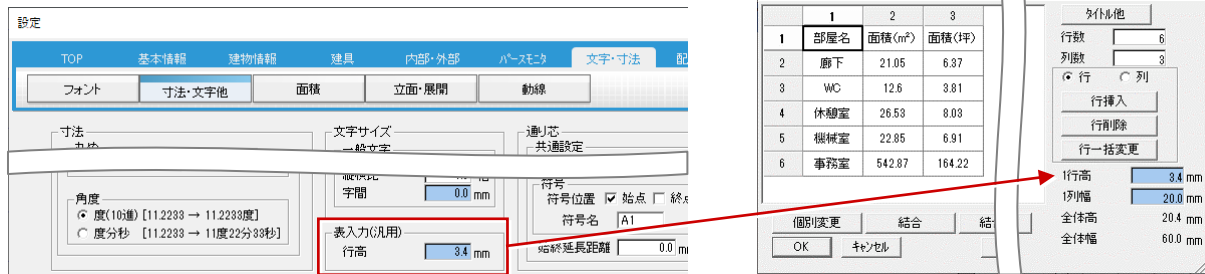 設定
TOP 基本情報 建物情報 建具 内部・外部 パースモニタ 文字・寸法
フォント 寸法・文字他 面積 立面・展開 動線
寸法
文字サイズ
通り芯
共通設定
字間 0.0 mm
角度
度(10進) [11.2233 → 11.2233度]
度分秒 [11.2233 → 11度22分33秒]
表入力(汎用)
行高 3.4 mm
符号
符号位置 始点 終点
符号名 A1
始終延長距離 0.0 mm
1 2 3
1 部屋名 面積(m²) 面積(坪)
2 廊下 21.05 6.37
3 WC 12.6 3.81
4 休憩室 26.53 8.03
5 機械室 22.85 6.91
6 事務室 542.87 164.22
個別変更 結合
OK キャンセル
タイトル他
行数 6
列数 3
行 列
行挿入
行削除
行一括変更
1行高 3.4 mm
1列幅 20.0 mm
全体高 20.4 mm
全体幅 60.0 mm